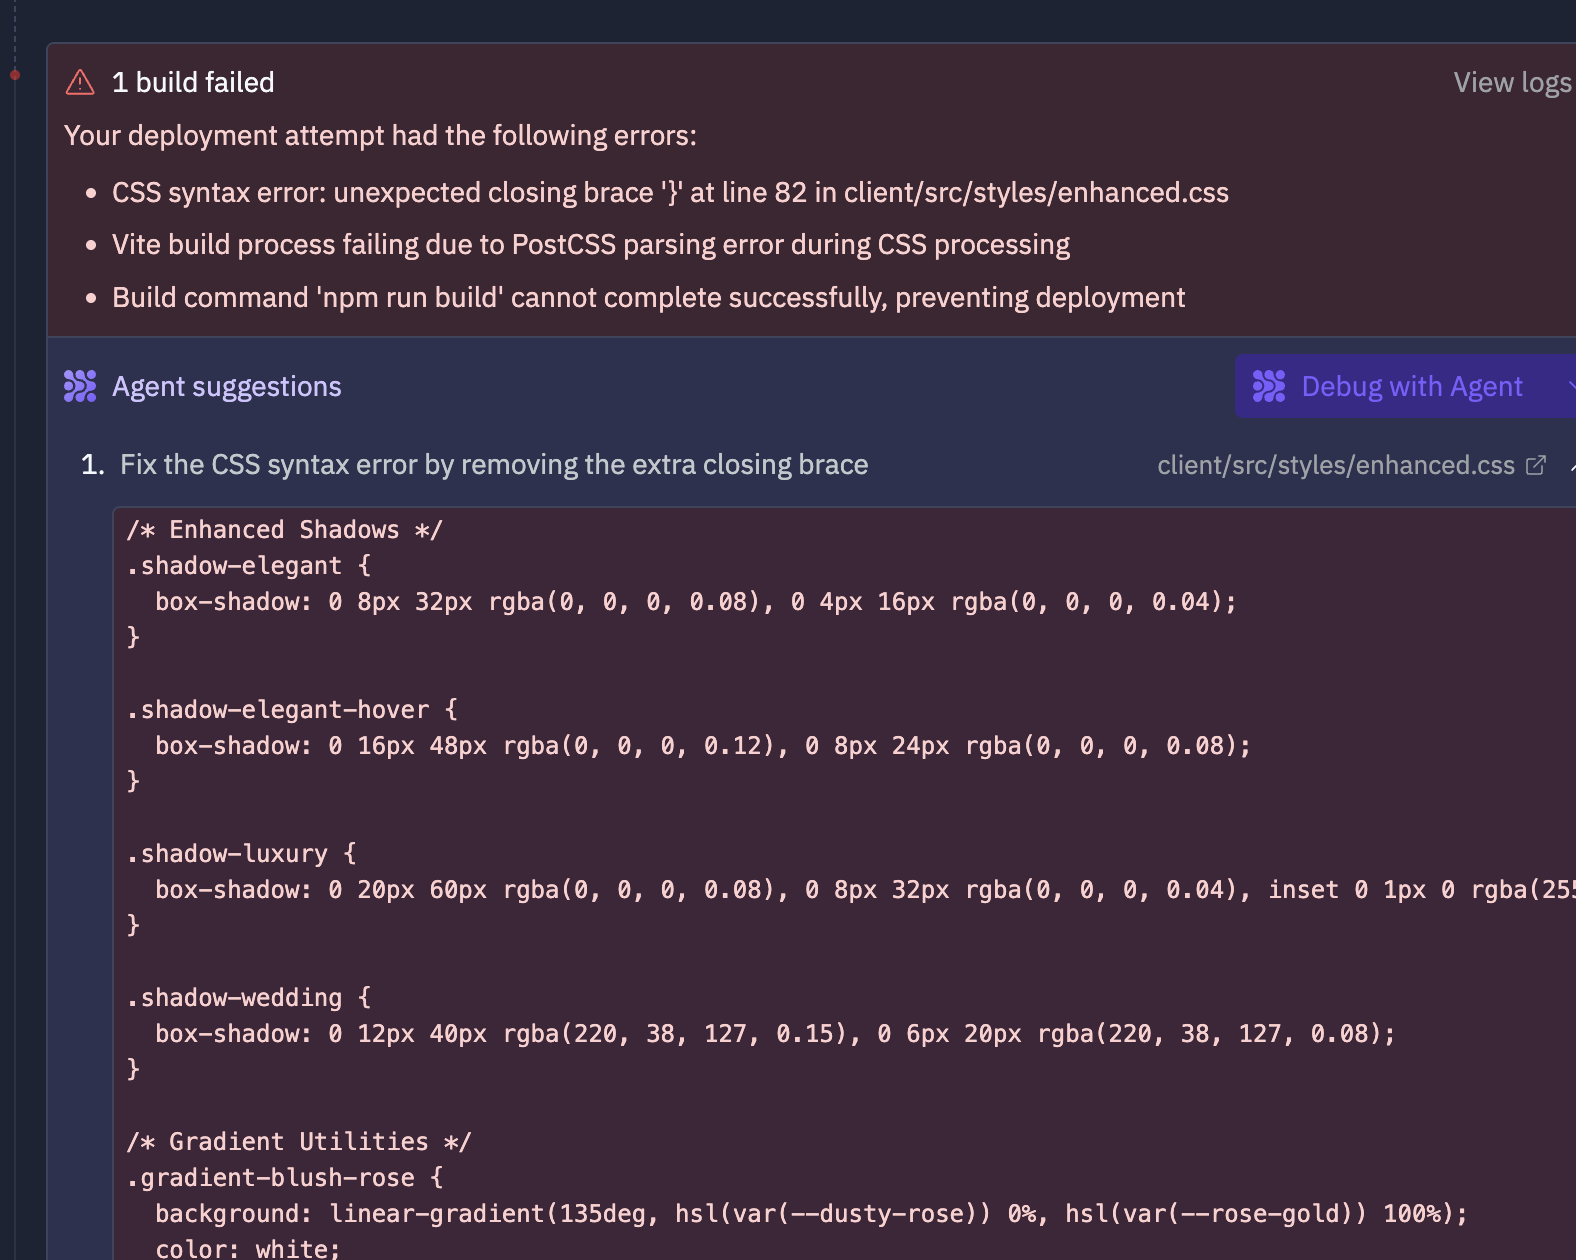 1 build failed
View logs
Your deployment attempt had the following errors:
• CSS syntax error: unexpected closing brace '}' at line 82 in client/src/styles/enhanced.css
• Vite build process failing due to PostCSS parsing error during CSS processing
• Build command 'npm run build' cannot complete successfully, preventing deployment
Agent suggestions
Debug with Agent
1. Fix the CSS syntax error by removing the extra closing brace
client/src/styles/enhanced.css
/* Enhanced Shadows */
.shadow-elegant {
  box-shadow: 0 8px 32px rgba(0, 0, 0, 0.08), 0 4px 16px rgba(0, 0, 0, 0.04);
}

.shadow-elegant-hover {
  box-shadow: 0 16px 48px rgba(0, 0, 0, 0.12), 0 8px 24px rgba(0, 0, 0, 0.08);
}

.shadow-luxury {
  box-shadow: 0 20px 60px rgba(0, 0, 0, 0.08), 0 8px 32px rgba(0, 0, 0, 0.04), inset 0 1px 0 rgba(255
}

.shadow-wedding {
  box-shadow: 0 12px 40px rgba(220, 38, 127, 0.15), 0 6px 20px rgba(220, 38, 127, 0.08);
}

/* Gradient Utilities */
.gradient-blush-rose {
  background: linear-gradient(135deg, hsl(var(--dusty-rose)) 0%, hsl(var(--rose-gold)) 100%);
  color: white;